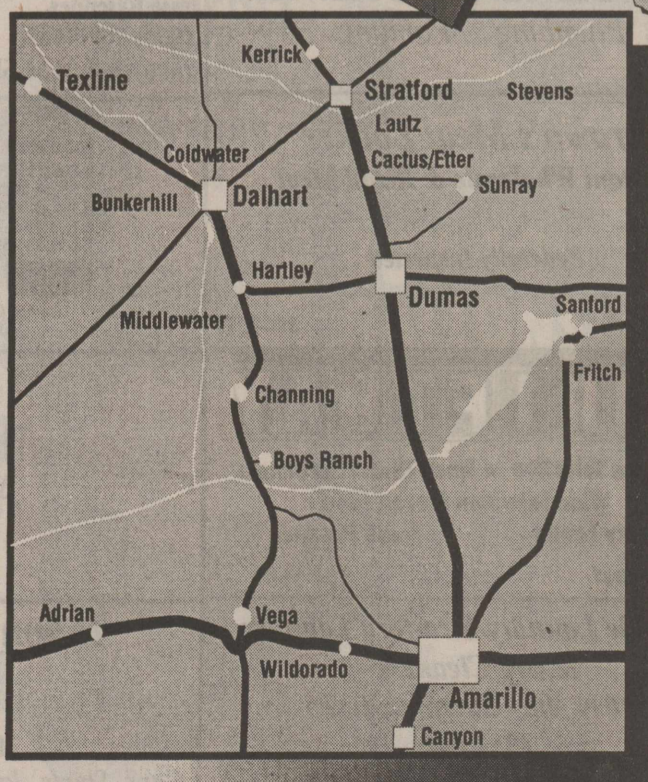 Kerrick
Texline
Stratford
Stevens
Lautz
Coldwater
Cactus/Etter
Sunray
Bunkerhill
Dalhart
Hartley
Dumas
Sanford
Middlewater
Fritch
Channing
Boys Ranch
Adrian
Vega
Wildorado
Amarillo
Canyon